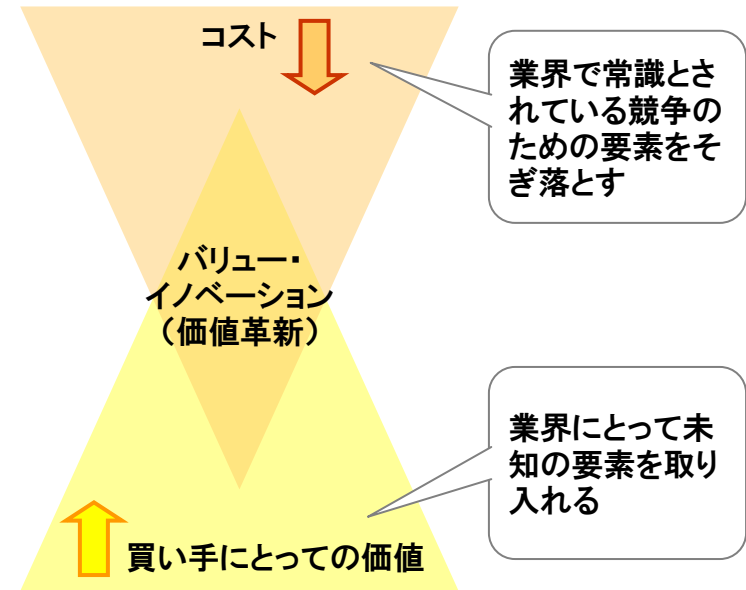 コスト
業界で常識とさ
れている競争の
ための要素をそ
ぎ落とす
バリュー・
イノベーション
(価値革新)
業界にとって未
知の要素を取り
入れる
買い手にとっての価値